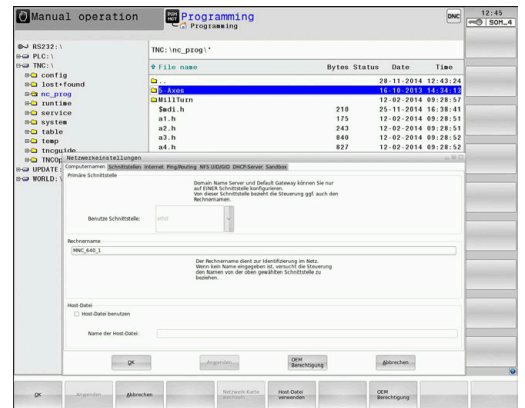 Manual operation
PGM MGT Programming
Programming
DNC
12:45
SOM_4
RS232:\
PLC:\
TNC:\
config
lost+found
nc_prog
runtime
service
system
table
temp
tncguide
UPDATE:
WORLD:\
TNC:\nc_prog\*
File name Bytes Status Date Time
.. 28-11-2014 12:43:24
5-Axes 16-10-2013 14:34:13
MillTurn 12-02-2014 09:28:57
$mdi.h 210 25-11-2014 16:38:41
a1.h 175 12-02-2014 09:28:51
a2.h 243 12-02-2014 09:28:51
a3.h 840 12-02-2014 09:28:52
a4.h 827 12-02-2014 09:28:52
Netzwerkeinstellungen
Computernamen Schnittstellen Internet Ping/Routing NFS UID/GID DHCP-Server Sandbox
Primäre Schnittstelle
Domain Name Server und Default Gateway können Sie nur
auf EINER Schnittstelle konfigurieren.
Von dieser Schnittstelle bezieht die Steuerung ggf. auch den
Rechnernamen.
Benutze Schnittstelle: eth0
Rechnername
MNC_640_1
Der Rechnername dient zur Identifizierung im Netz.
Wenn kein Name eingegeben ist, versucht die Steuerung
den Namen von der oben gewählten Schnittstelle zu
beziehen.
Host-Datei
Host-Datei benutzen
Name der Host-Datei:
OK
Anwenden
OEM
Berechtigung
Abbrechen
OK
Anwenden
Abbrechen
Netzwerk-Karte
Host-Datei
verwenden
OEM
Berechtigung